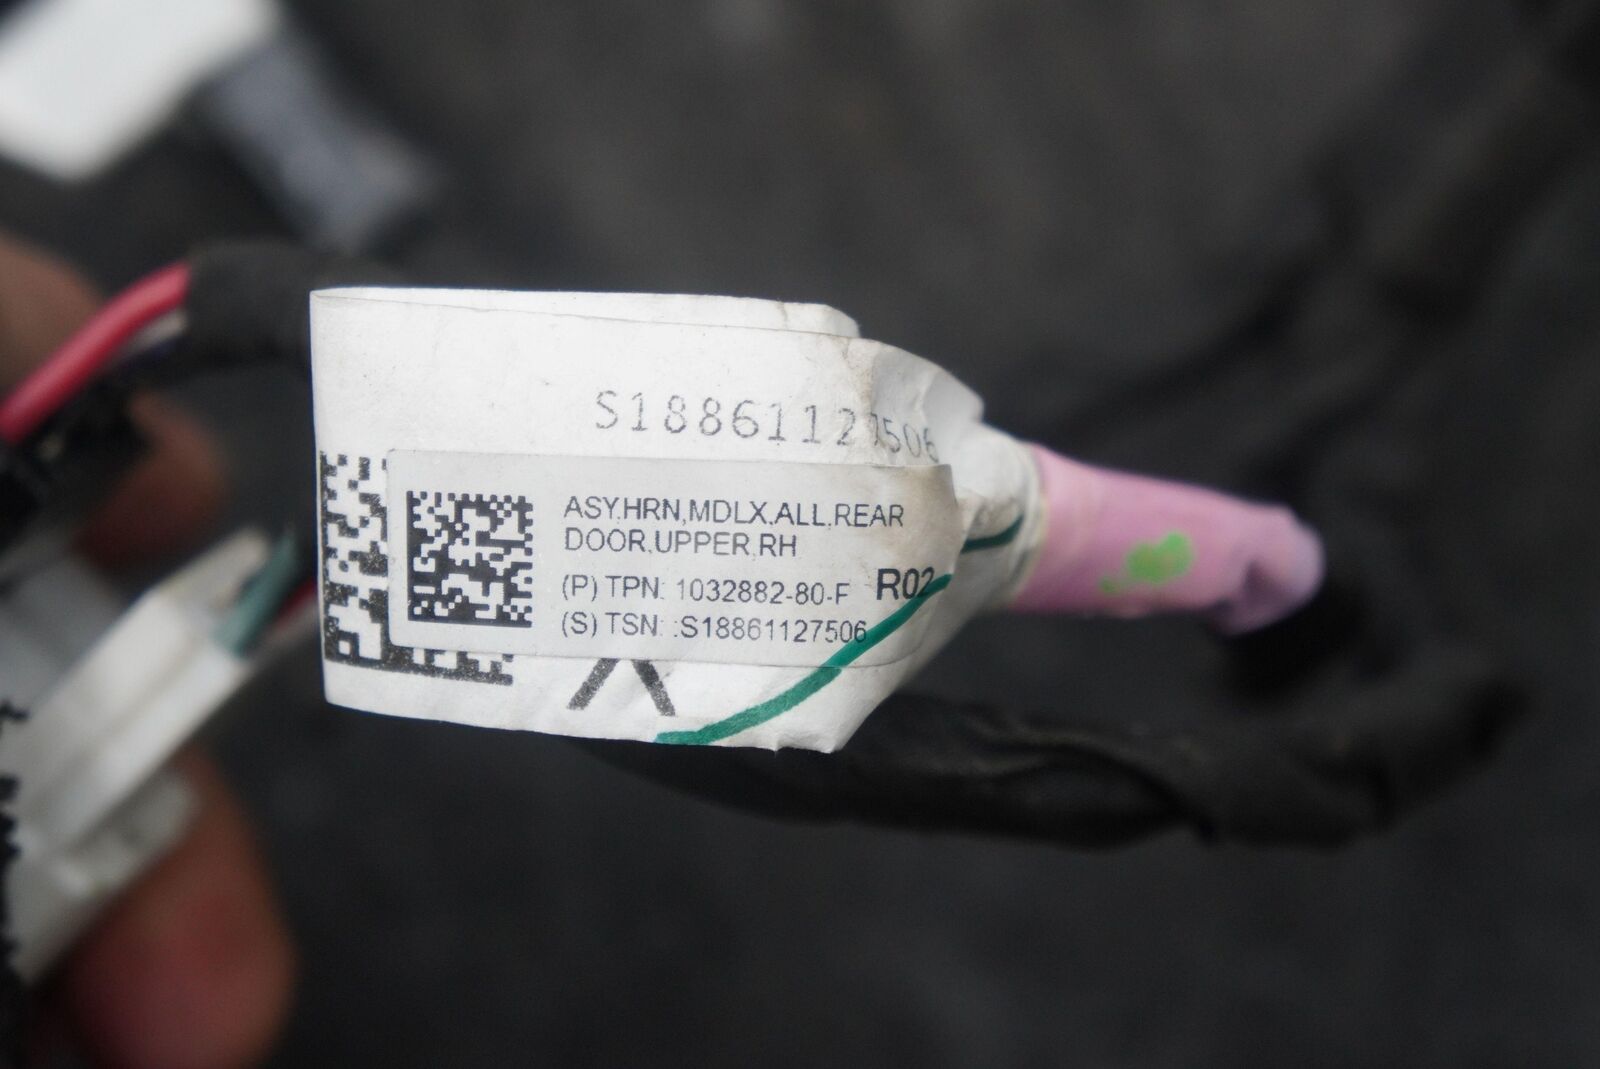 S18861127506
ASY,HRN,MDLX,ALL,REAR
DOOR,UPPER,RH
(P) TPN: 1032882-80-F R02
(S) TSN: :S18861127506